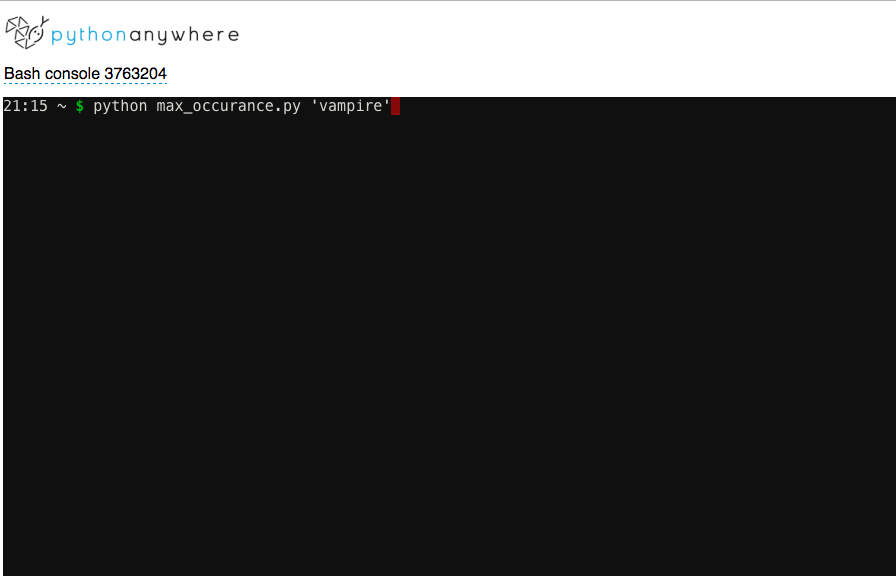 pythonanywhere
Bash console 3763204
21:15 ~ $ python max_occurance.py 'vampire'